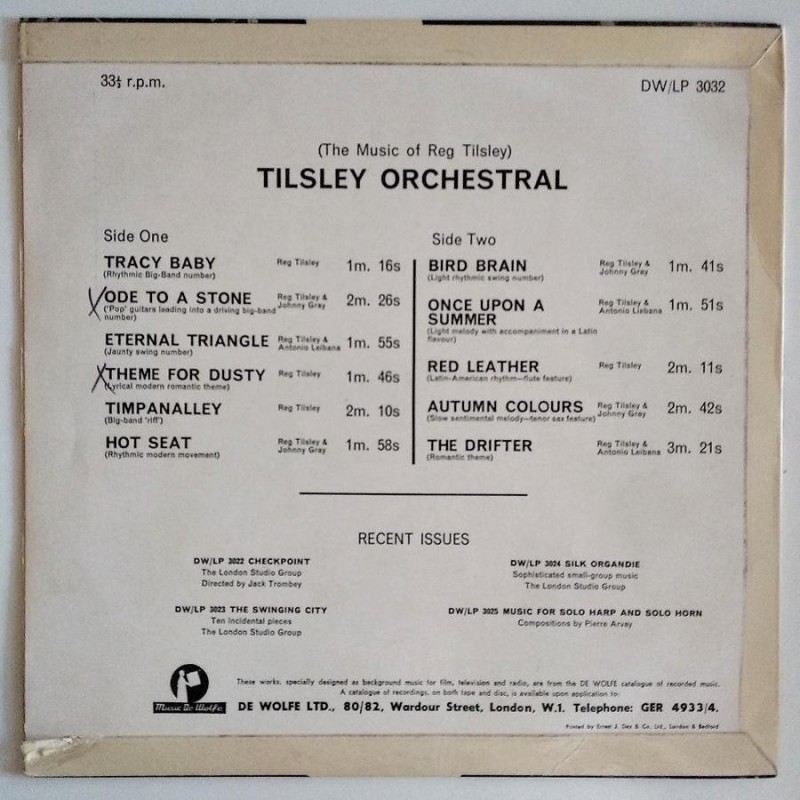 33⅓ r.p.m.
DW/LP 3032
(The Music of Reg Tilsley)
TILSLEY ORCHESTRAL
Side One
TRACY BABY Reg Tilsley 1m. 16s
(Rhythmic Big-Band number)
ODE TO A STONE Reg Tilsley & Johnny Gray 2m. 26s
('Pop' guitars leading into a driving big-band
number)
ETERNAL TRIANGLE Reg Tilsley & Antonio Leibana 1m. 55s
(Jaunty swing number)
THEME FOR DUSTY Reg Tilsley 1m. 46s
(Lyrical modern romantic theme)
TIMPANALLEY Reg Tilsley 2m. 10s
(Big-band 'riff')
HOT SEAT Reg Tilsley & Johnny Gray 1m. 58s
(Rhythmic modern movement)
Side Two
BIRD BRAIN Reg Tilsley & Johnny Gray 1m. 41s
(Light rhythmic swing number)
ONCE UPON A Reg Tilsley & Antonio Liebana 1m. 51s
SUMMER
(Light melody with accompaniment in a Latin
flavour)
RED LEATHER Reg Tilsley 2m. 11s
(Latin-American rhythm—flute feature)
AUTUMN COLOURS Reg Tilsley & Johnny Gray 2m. 42s
(Slow sentimental melody—tenor sax feature)
THE DRIFTER Reg Tilsley & Antonio Leibana 3m. 21s
(Romantic theme)
RECENT ISSUES
DW/LP 3022 CHECKPOINT
The London Studio Group
Directed by Jack Trombey
DW/LP 3023 THE SWINGING CITY
Ten incidental pieces
The London Studio Group
DW/LP 3024 SILK ORGANDIE
Sophisticated small-group music
The London Studio Group
DW/LP 3025 MUSIC FOR SOLO HARP AND SOLO HORN
Compositions by Pierre Arvay
Music De Wolfe
These works, specially designed as background music for film, television and radio, are from the DE WOLFE catalogue of recorded music.
A catalogue of recordings, on both tape and disc, is available upon application to:
DE WOLFE LTD., 80/82, Wardour Street, London, W.1. Telephone: GER 4933/4.
Printed by Ernest J. Day & Co. Ltd., London & Bedford